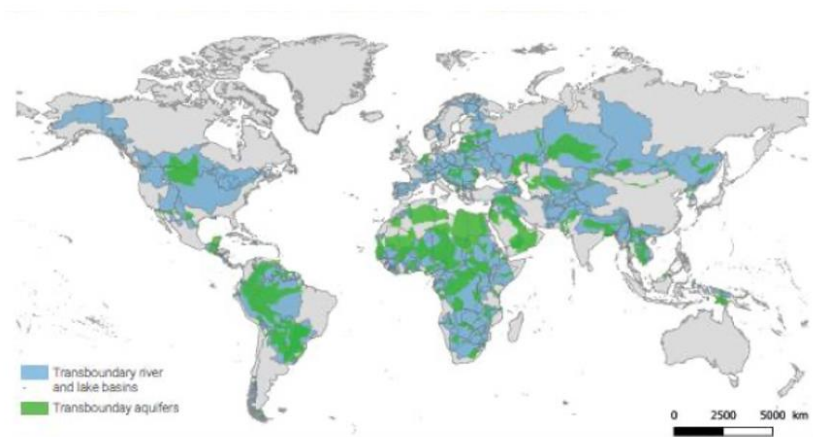 Transboundary river
and lake basins
Transbounday aquifers
0 2500 5000 km